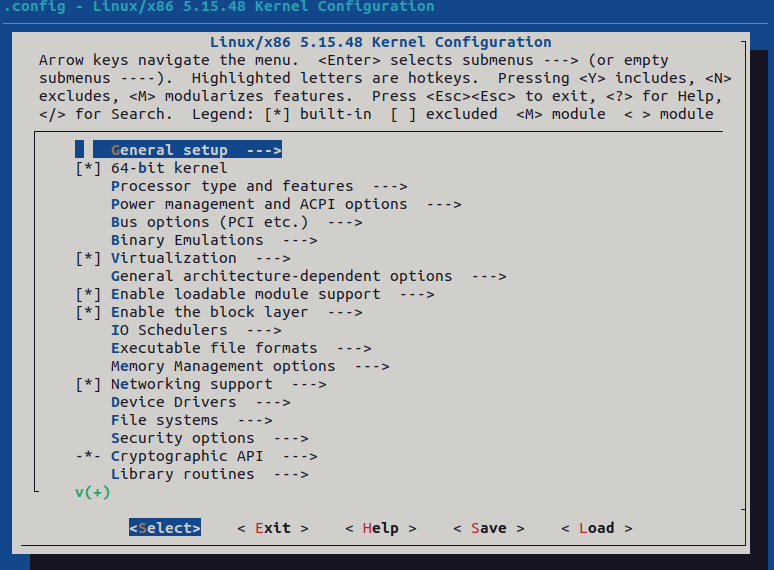 .config - Linux/x86 5.15.48 Kernel Configuration
Linux/x86 5.15.48 Kernel Configuration
Arrow keys navigate the menu.  <Enter> selects submenus ---> (or empty
submenus ----).  Highlighted letters are hotkeys.  Pressing <Y> includes, <N>
excludes, <M> modularizes features.  Press <Esc><Esc> to exit, <?> for Help,
</> for Search.  Legend: [*] built-in  [ ] excluded  <M> module  < > module
General setup  --->
[*] 64-bit kernel
Processor type and features  --->
Power management and ACPI options  --->
Bus options (PCI etc.)  --->
Binary Emulations  --->
[*] Virtualization  --->
General architecture-dependent options  --->
[*] Enable loadable module support  --->
[*] Enable the block layer  --->
IO Schedulers  --->
Executable file formats  --->
Memory Management options  --->
[*] Networking support  --->
Device Drivers  --->
File systems  --->
Security options  --->
-*- Cryptographic API  --->
Library routines  --->
v(+)
<Select>    < Exit >    < Help >    < Save >    < Load >